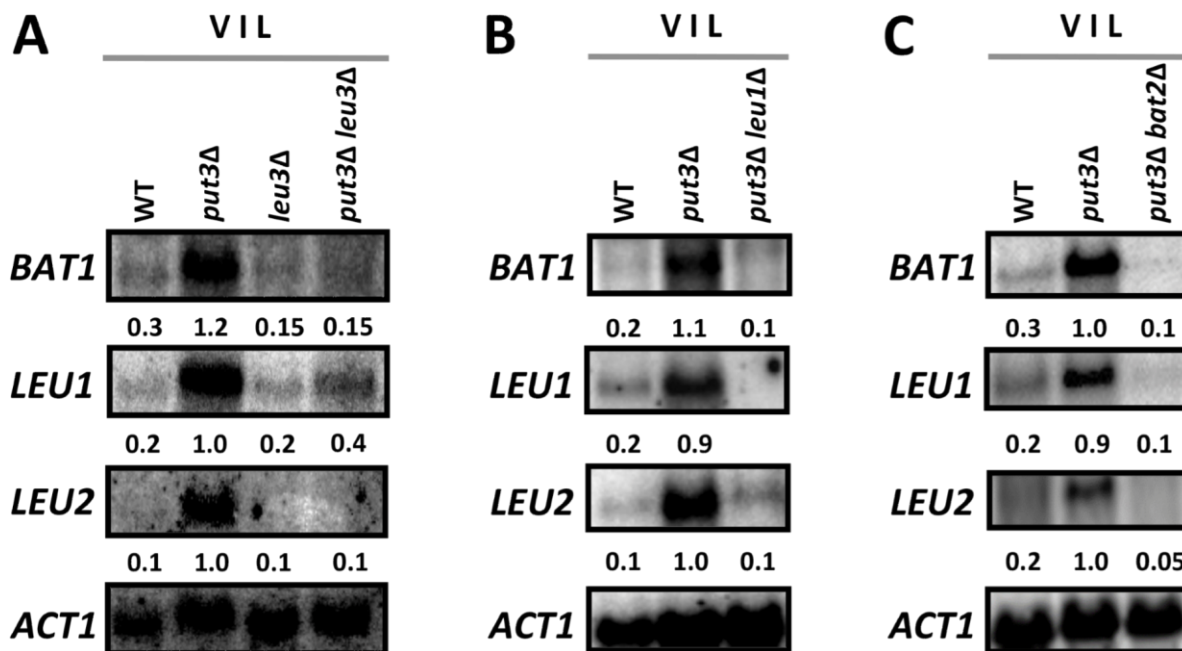 A
V I L
WT
put3Δ
leu3Δ
put3Δ leu3Δ
BAT1
0.3 1.2 0.15 0.15
LEU1
0.2 1.0 0.2 0.4
LEU2
0.1 1.0 0.1 0.1
ACT1
B
V I L
WT
put3Δ
put3Δ leu1Δ
BAT1
0.2 1.1 0.1
LEU1
0.2 0.9
LEU2
0.1 1.0 0.1
ACT1
C
V I L
WT
put3Δ
put3Δ bat2Δ
BAT1
0.3 1.0 0.1
LEU1
0.2 0.9 0.1
LEU2
0.2 1.0 0.05
ACT1